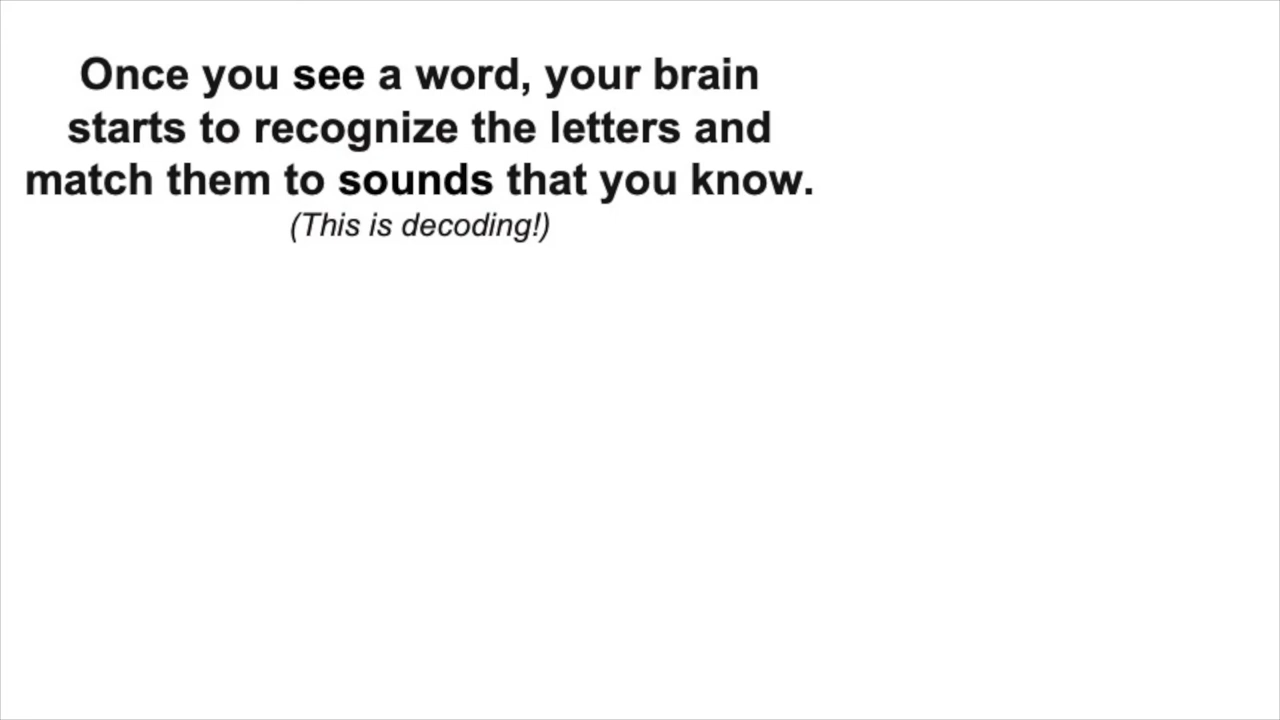 Once you see a word, your brain
starts to recognize the letters and
match them to sounds that you know.
(This is decoding!)